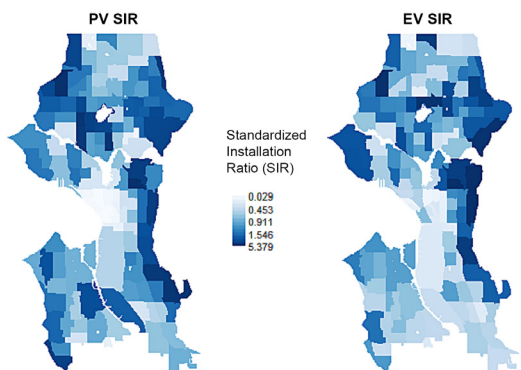 PV SIR
EV SIR
Standardized
Installation
Ratio (SIR)
0.029
0.453
0.911
1.546
5.379